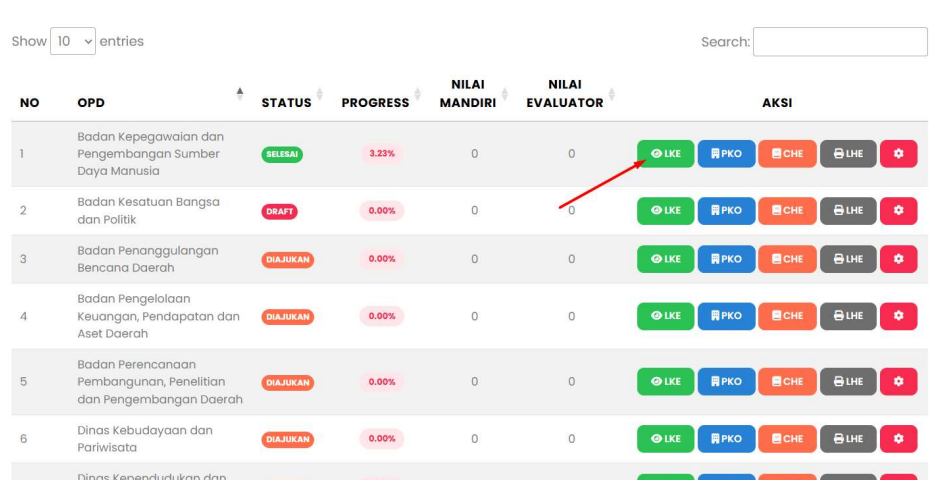 Show 10 entries
Search:
NO OPD STATUS PROGRESS NILAI MANDIRI NILAI EVALUATOR AKSI
1 Badan Kepegawaian dan Pengembangan Sumber Daya Manusia SELESAI 3.23% 0 0 LKE PKO CHE LHE
2 Badan Kesatuan Bangsa dan Politik DRAFT 0.00% 0 0 LKE PKO CHE LHE
3 Badan Penanggulangan Bencana Daerah DIAJUKAN 0.00% 0 0 LKE PKO CHE LHE
4 Badan Pengelolaan Keuangan, Pendapatan dan Aset Daerah DIAJUKAN 0.00% 0 0 LKE PKO CHE LHE
5 Badan Perencanaan Pembangunan, Penelitian dan Pengembangan Daerah DIAJUKAN 0.00% 0 0 LKE PKO CHE LHE
6 Dinas Kebudayaan dan Pariwisata DIAJUKAN 0.00% 0 0 LKE PKO CHE LHE
Dinas Kependudukan dan